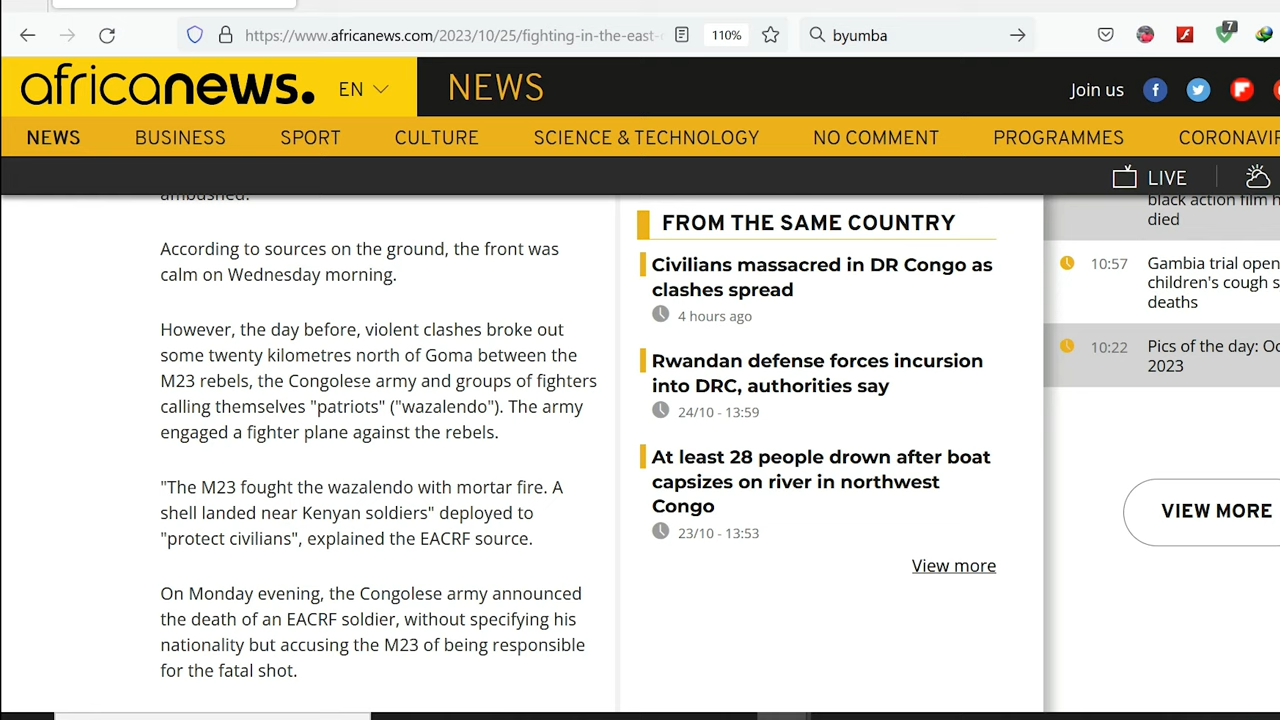 https://www.africanews.com/2023/10/25/fighting-in-the-east-
110%
byumba
7
africanews.
EN
NEWS
Join us
NEWS
BUSINESS
SPORT
CULTURE
SCIENCE & TECHNOLOGY
NO COMMENT
PROGRAMMES
CORONAVI
LIVE
ambushed.
According to sources on the ground, the front was
calm on Wednesday morning.
However, the day before, violent clashes broke out
some twenty kilometres north of Goma between the
M23 rebels, the Congolese army and groups of fighters
calling themselves "patriots" ("wazalendo"). The army
engaged a fighter plane against the rebels.
"The M23 fought the wazalendo with mortar fire. A
shell landed near Kenyan soldiers" deployed to
"protect civilians", explained the EACRF source.
On Monday evening, the Congolese army announced
the death of an EACRF soldier, without specifying his
nationality but accusing the M23 of being responsible
for the fatal shot.
FROM THE SAME COUNTRY
Civilians massacred in DR Congo as
clashes spread
4 hours ago
Rwandan defense forces incursion
into DRC, authorities say
24/10 - 13:59
At least 28 people drown after boat
capsizes on river in northwest
Congo
23/10 - 13:53
View more
black action film h
died
10:57
Gambia trial open
children's cough s
deaths
10:22
Pics of the day: Oc
2023
VIEW MORE